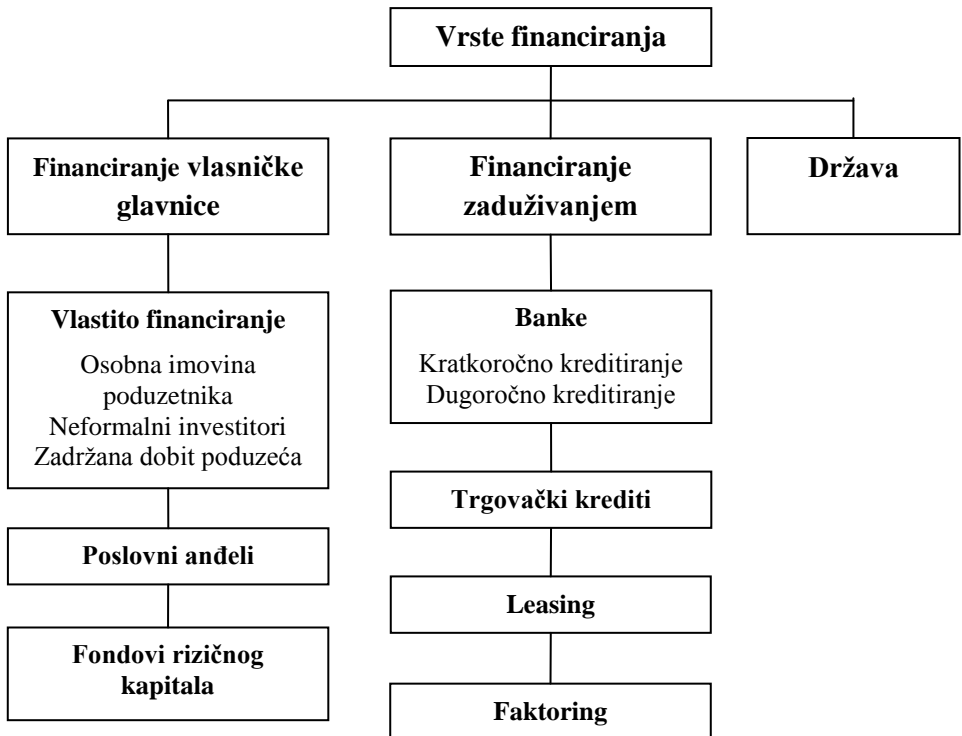 Vrste financiranja
Financiranje vlasničke
glavnice
Financiranje
zaduživanjem
Država
Vlastito financiranje
Osobna imovina
poduzetnika
Neformalni investitori
Zadržana dobit poduzeća
Banke
Kratkoročno kreditiranje
Dugoročno kreditiranje
Trgovački krediti
Poslovni anđeli
Leasing
Fondovi rizičnog
kapitala
Faktoring